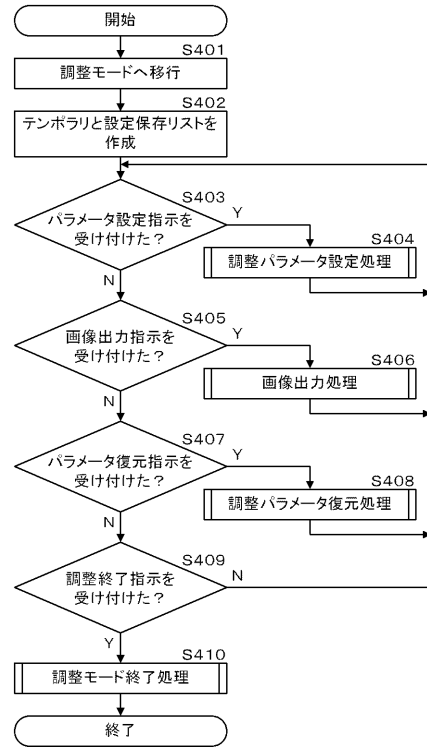 開始
S401
調整モードへ移行
S402
テンポラリと設定保存リストを
作成
S403
パラメータ設定指示を
受け付けた？
Y
N
S404
調整パラメータ設定処理
S405
画像出力指示を
受け付けた？
Y
N
S406
画像出力処理
S407
パラメータ復元指示を
受け付けた？
Y
N
S408
調整パラメータ復元処理
S409
調整終了指示を
受け付けた？
N
Y
S410
調整モード終了処理
終了